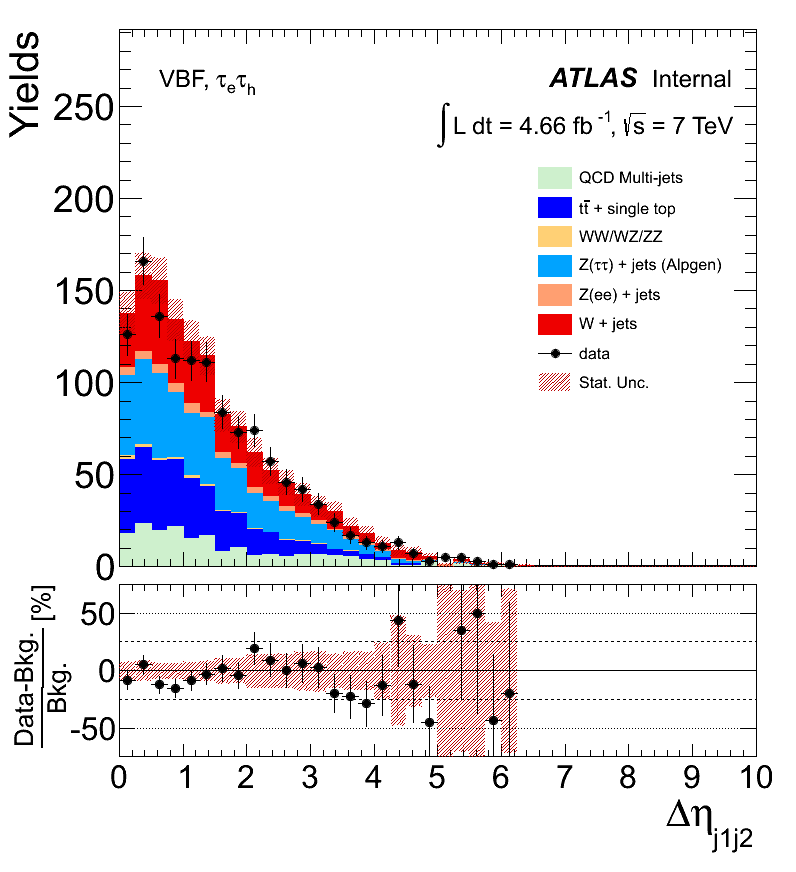 VBF, τeτh
ATLAS Internal
∫ L dt = 4.66 fb-1, √s = 7 TeV
Yields
250
200
150
100
50
0
QCD Multi-jets
tt̄ + single top
WW/WZ/ZZ
Z(ττ) + jets (Alpgen)
Z(ee) + jets
W + jets
data
Stat. Unc.
Data-Bkg.
Bkg.
[%]
50
0
-50
0 1 2 3 4 5 6 7 8 9 10
Δηj1j2